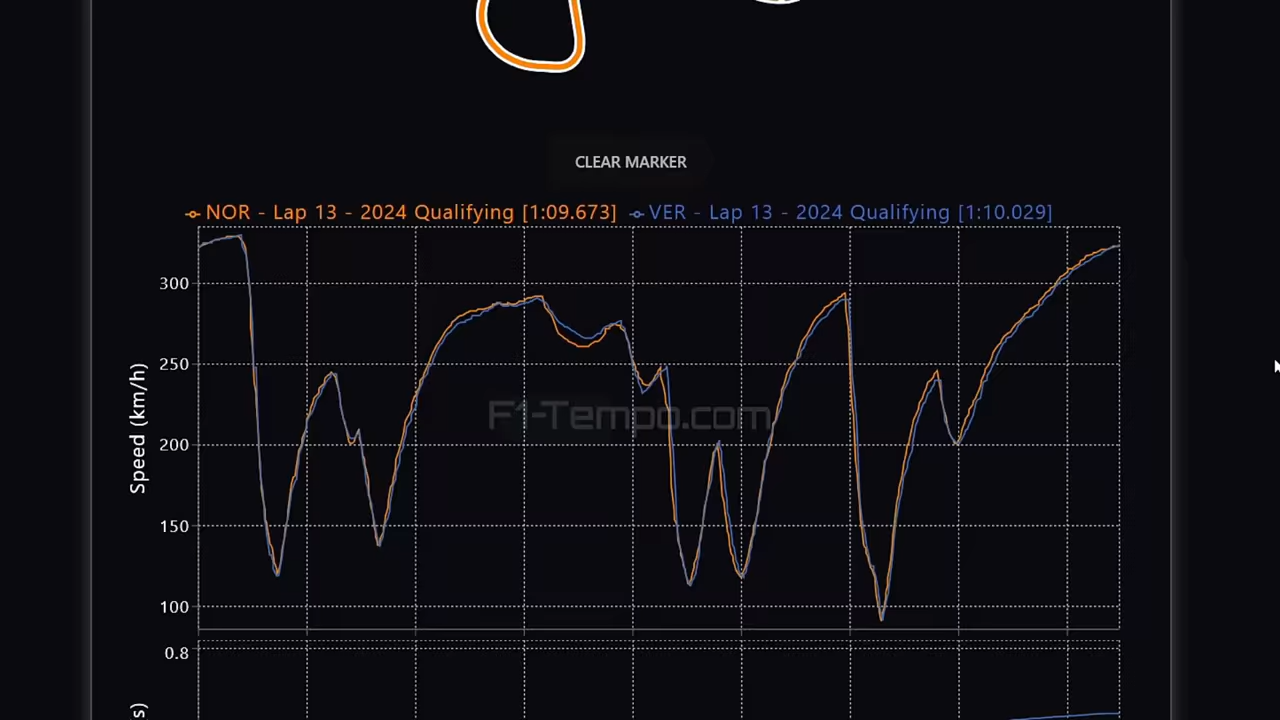 CLEAR MARKER
NOR - Lap 13 - 2024 Qualifying [1:09.673] VER - Lap 13 - 2024 Qualifying [1:10.029]
300
250
200
150
100
Speed (km/h)
F1-Tempo.com
0.8
s)